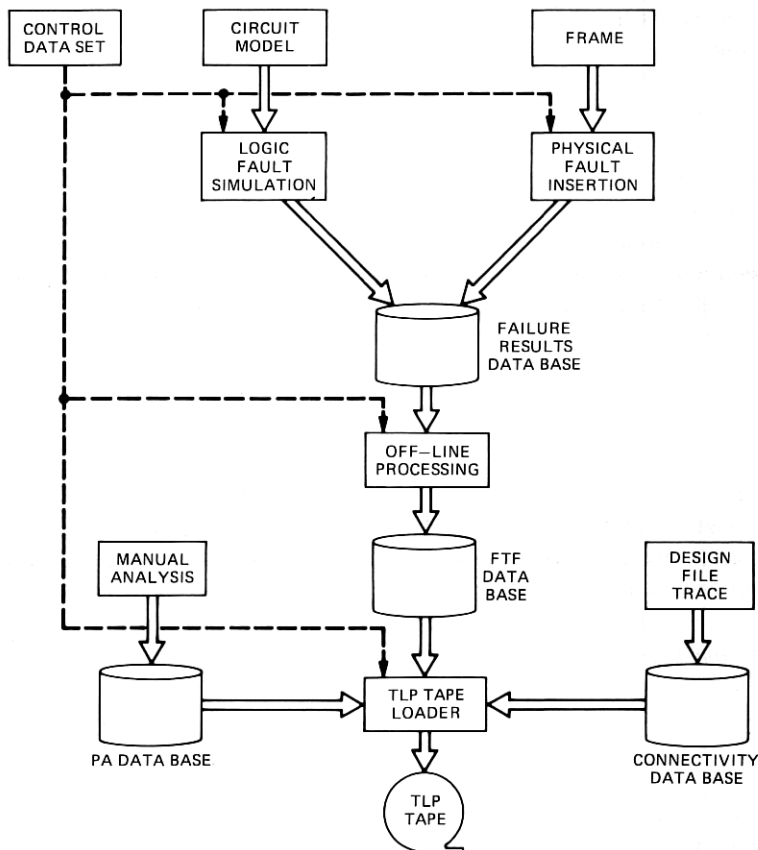 CONTROL
DATA SET
CIRCUIT
MODEL
FRAME
LOGIC
FAULT
SIMULATION
PHYSICAL
FAULT
INSERTION
FAILURE
RESULTS
DATA BASE
OFF–LINE
PROCESSING
MANUAL
ANALYSIS
FTF
DATA
BASE
DESIGN
FILE
TRACE
PA DATA BASE
TLP TAPE
LOADER
CONNECTIVITY
DATA BASE
TLP
TAPE